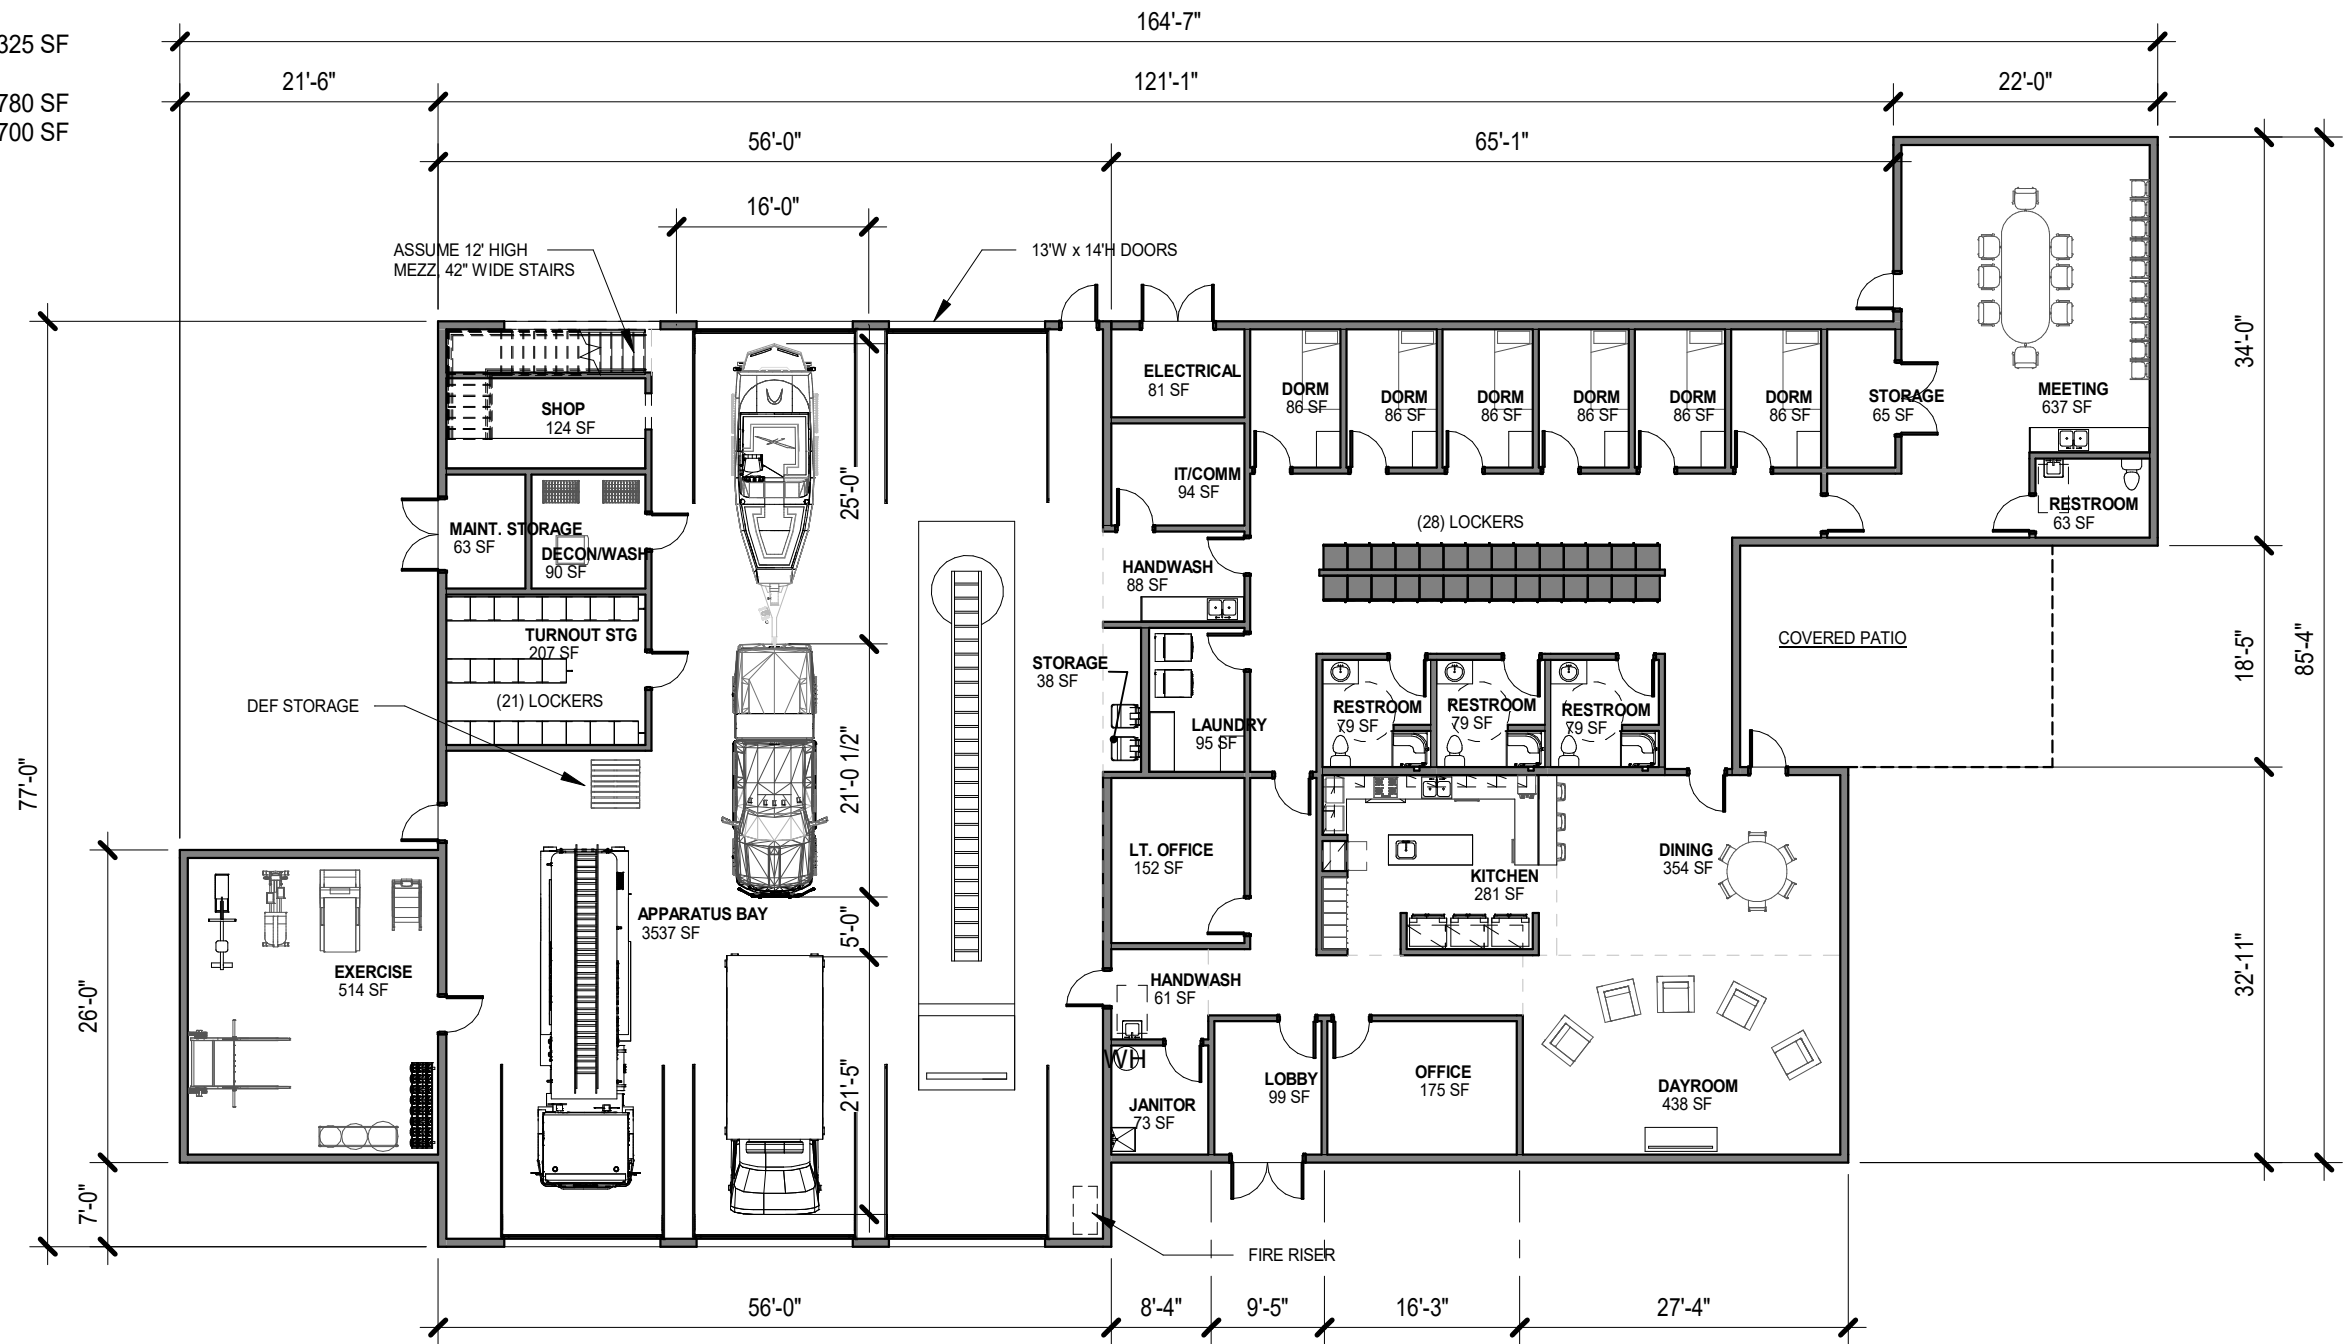 164'-7"
325 SF
21'-6"
121'-1"
22'-0"
780 SF
700 SF
56'-0"
65'-1"
16'-0"
ASSUME 12' HIGH
MEZZ, 42" WIDE STAIRS
13'W x 14'H DOORS
34'-0"
ELECTRICAL
81 SF
DORM
86 SF
DORM
86 SF
DORM
86 SF
DORM
86 SF
DORM
86 SF
DORM
86 SF
STORAGE
65 SF
MEETING
637 SF
SHOP
124 SF
25'-0"
IT/COMM
94 SF
RESTROOM
63 SF
(28) LOCKERS
MAINT. STORAGE
63 SF
DECON/WASH
90 SF
HANDWASH
88 SF
TURNOUT STG
207 SF
(21) LOCKERS
COVERED PATIO
18'-5"
85'-4"
STORAGE
38 SF
DEF STORAGE
RESTROOM
79 SF
RESTROOM
79 SF
RESTROOM
79 SF
LAUNDRY
95 SF
21'-0 1/2"
77'-0"
LT. OFFICE
152 SF
DINING
354 SF
KITCHEN
281 SF
APPARATUS BAY
3537 SF
5'-0"
EXERCISE
514 SF
HANDWASH
61 SF
32'-11"
26'-0"
WH
21'-5"
LOBBY
99 SF
OFFICE
175 SF
DAYROOM
438 SF
JANITOR
73 SF
7'-0"
FIRE RISER
56'-0"
8'-4"
9'-5"
16'-3"
27'-4"